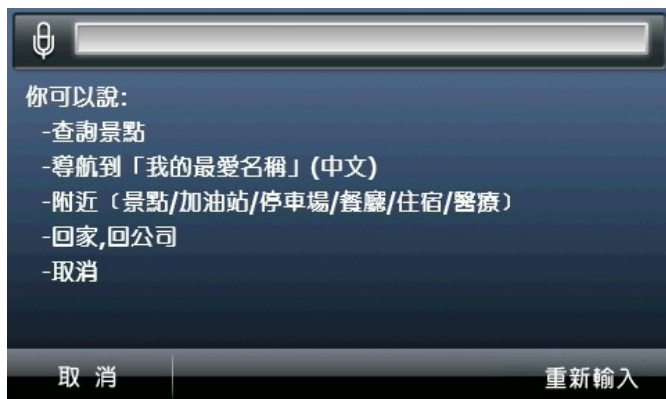 你可以說:
-查詢景點
-導航到「我的最愛名稱」(中文)
-附近〔景點/加油站/停車場/餐廳/住宿/醫療〕
-回家,回公司
-取消
取 消
重新輸入